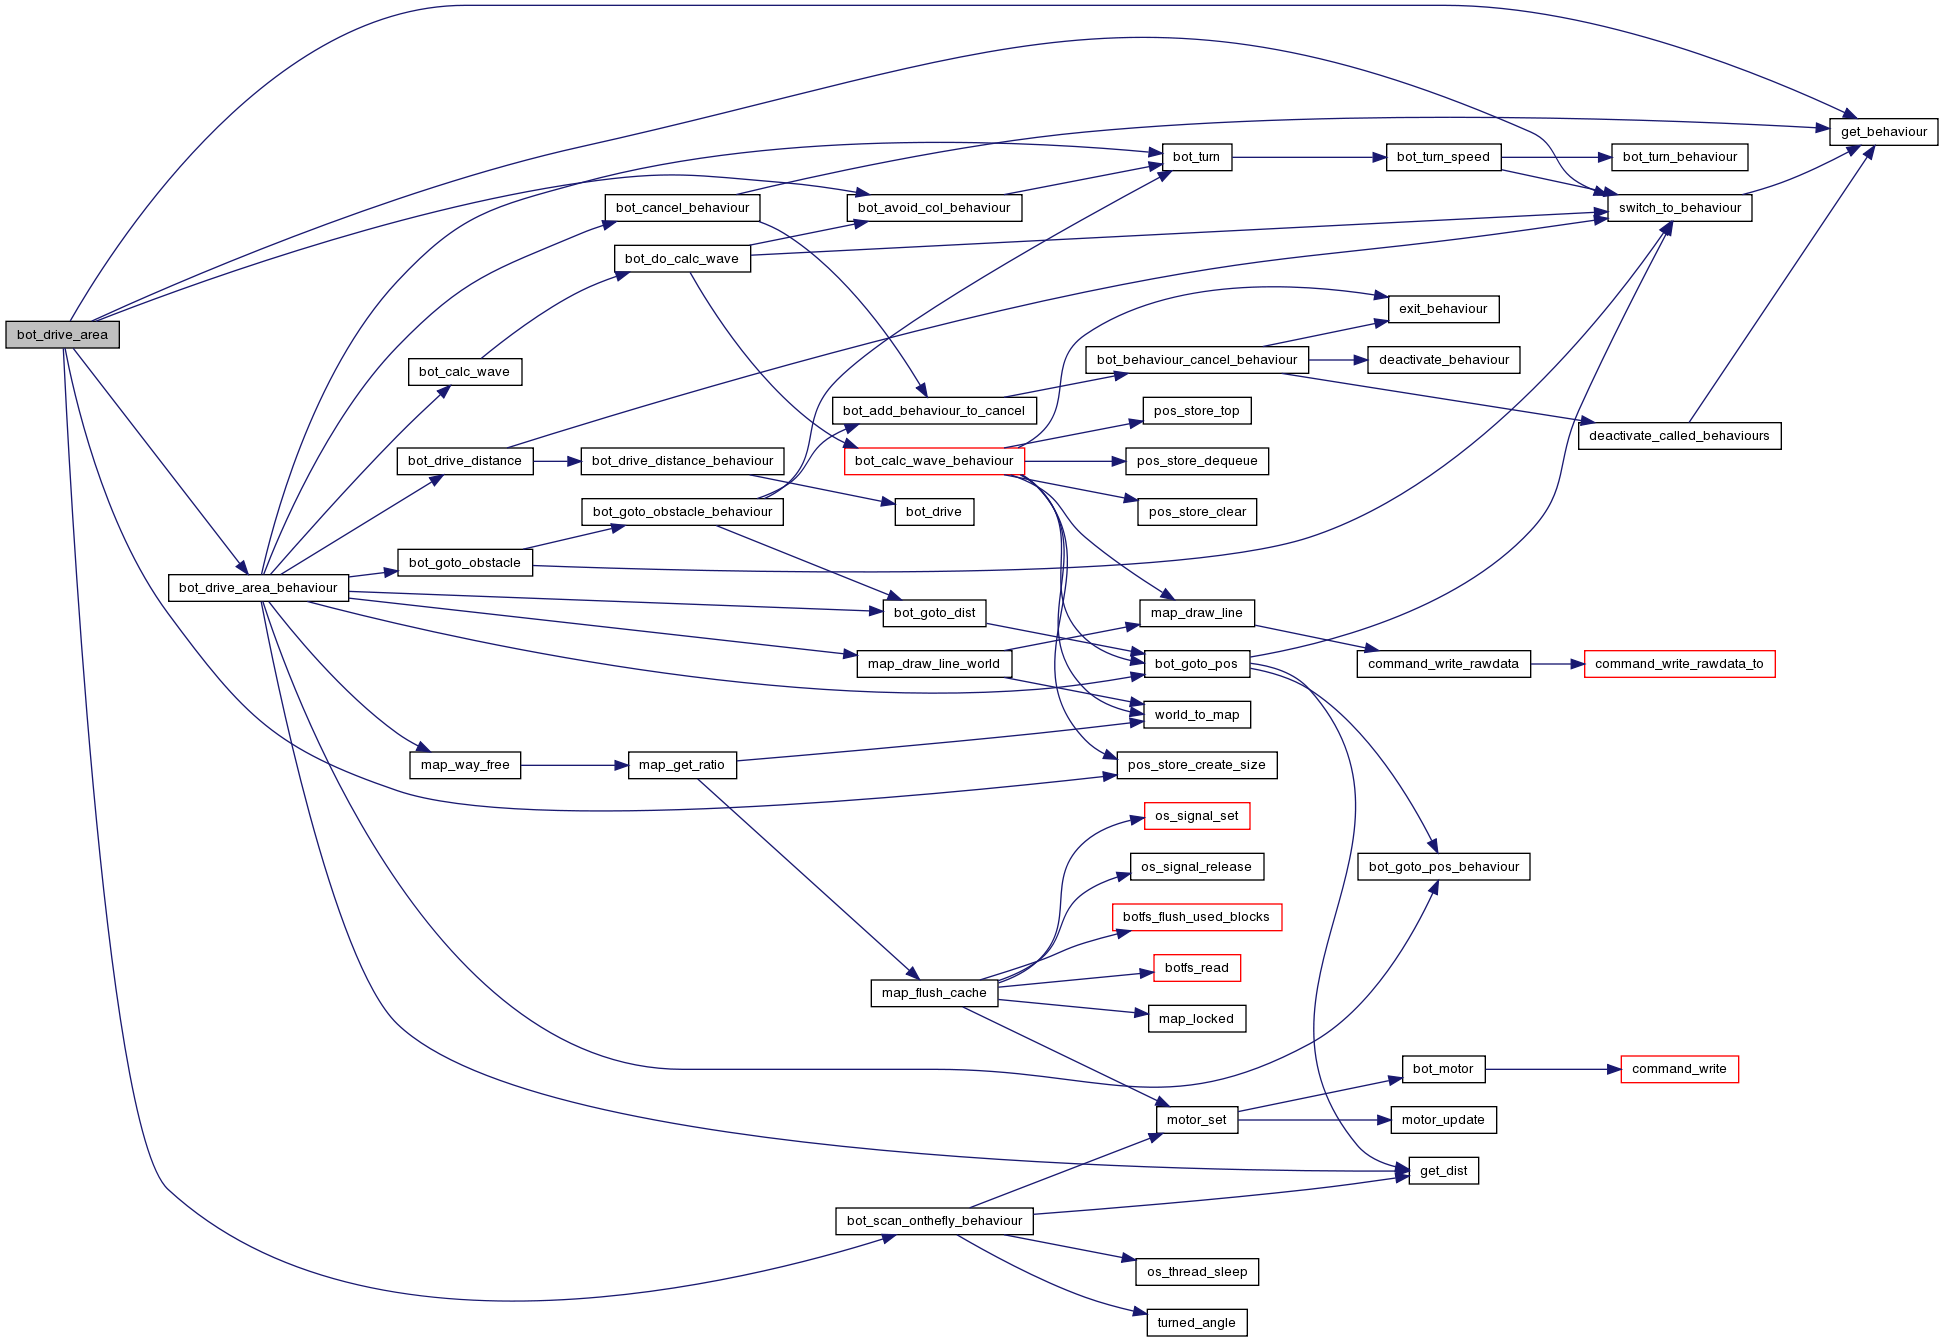 get_behaviour
bot_turn
bot_turn_speed
bot_turn_behaviour
bot_cancel_behaviour
bot_avoid_col_behaviour
switch_to_behaviour
bot_do_calc_wave
exit_behaviour
bot_drive_area
bot_behaviour_cancel_behaviour
deactivate_behaviour
bot_calc_wave
bot_add_behaviour_to_cancel
pos_store_top
deactivate_called_behaviours
bot_drive_distance
bot_drive_distance_behaviour
bot_calc_wave_behaviour
pos_store_dequeue
bot_goto_obstacle_behaviour
bot_drive
pos_store_clear
bot_goto_obstacle
bot_drive_area_behaviour
bot_goto_dist
map_draw_line
map_draw_line_world
bot_goto_pos
command_write_rawdata
command_write_rawdata_to
world_to_map
map_way_free
map_get_ratio
pos_store_create_size
os_signal_set
os_signal_release
bot_goto_pos_behaviour
botfs_flush_used_blocks
botfs_read
map_flush_cache
map_locked
bot_motor
command_write
motor_set
motor_update
get_dist
bot_scan_onthefly_behaviour
os_thread_sleep
turned_angle